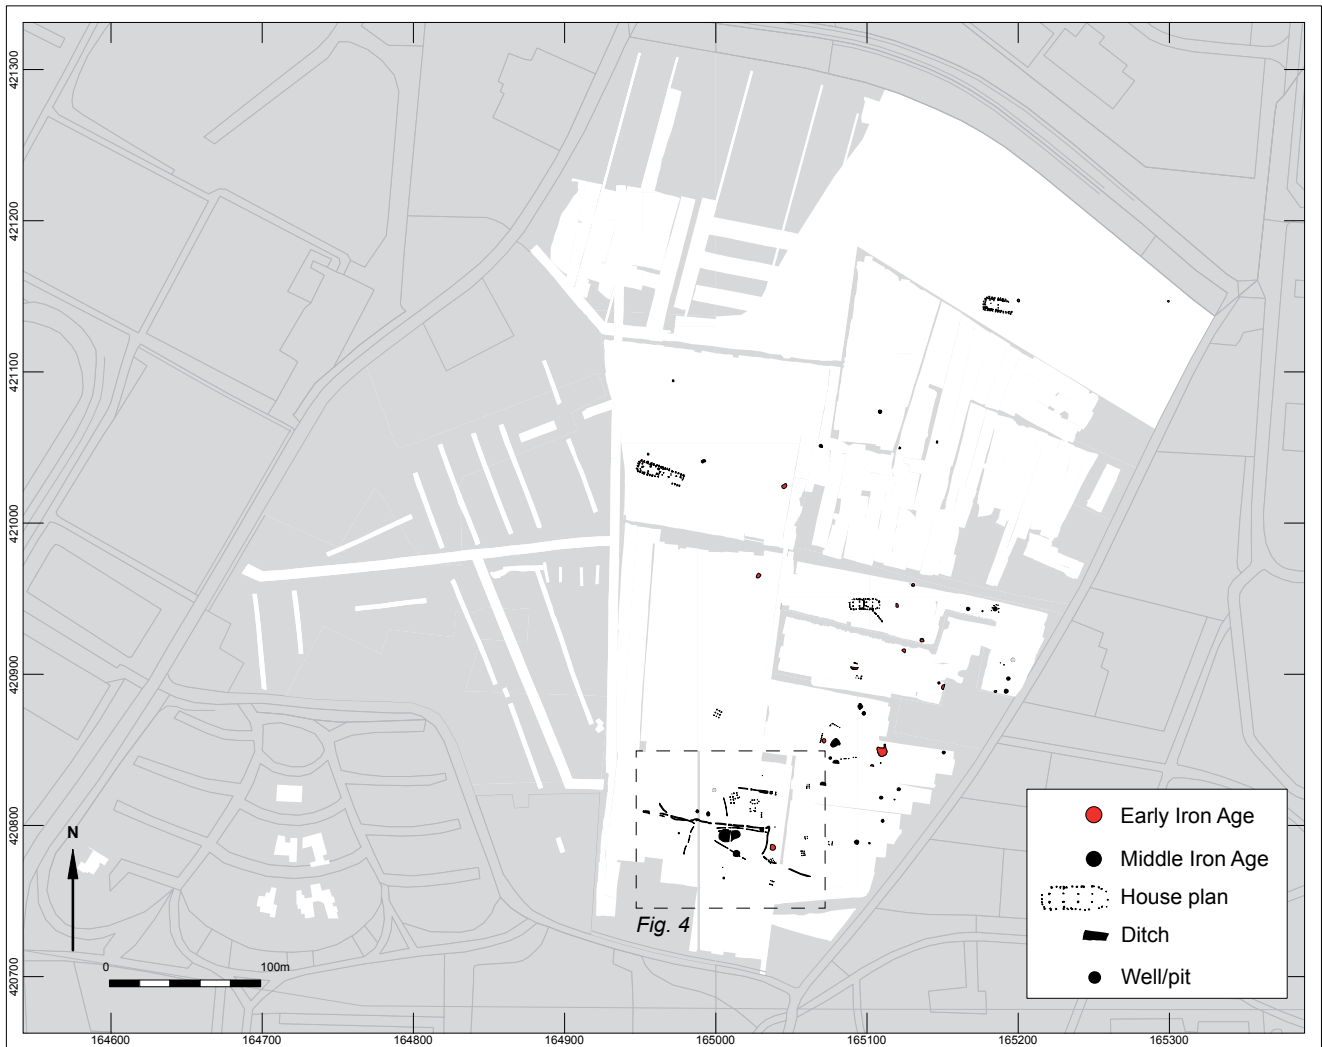 421300
421200
421100
421000
420900
420800
420700
N
0 100m
Fig. 4
Early Iron Age
Middle Iron Age
House plan
Ditch
Well/pit
164600 164700 164800 164900 165000 165100 165200 165300